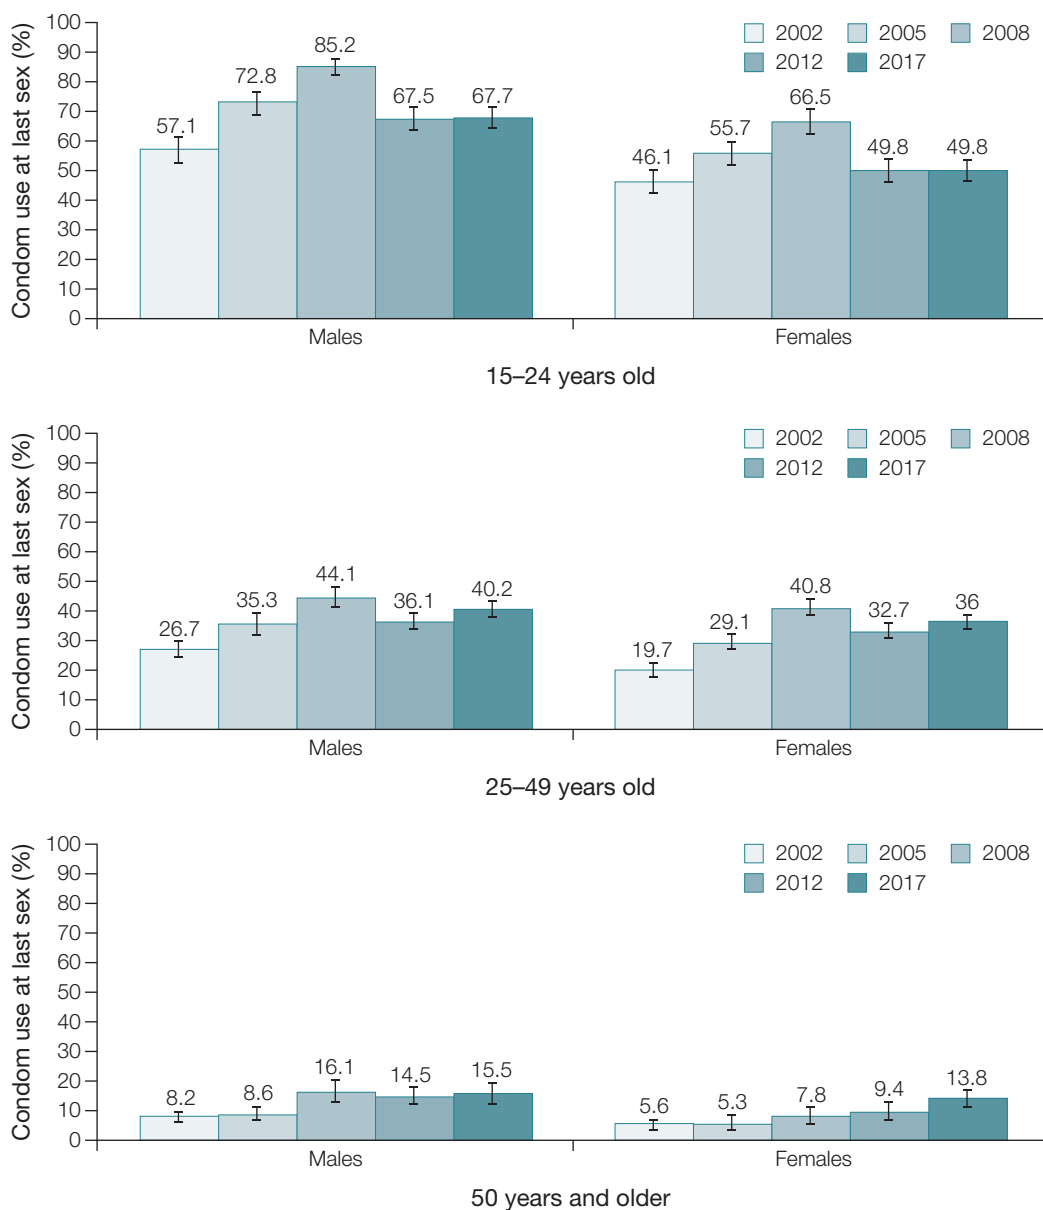 Condom use at last sex (%)
100
90
80
70
60
50
40
30
20
10
0
2002 2005 2008
2012 2017
57.1 72.8 85.2 67.5 67.7
46.1 55.7 66.5 49.8 49.8
Males Females
15–24 years old
Condom use at last sex (%)
100
90
80
70
60
50
40
30
20
10
0
2002 2005 2008
2012 2017
26.7 35.3 44.1 36.1 40.2
19.7 29.1 40.8 32.7 36
Males Females
25–49 years old
Condom use at last sex (%)
100
90
80
70
60
50
40
30
20
10
0
2002 2005 2008
2012 2017
8.2 8.6 16.1 14.5 15.5
5.6 5.3 7.8 9.4 13.8
Males Females
50 years and older